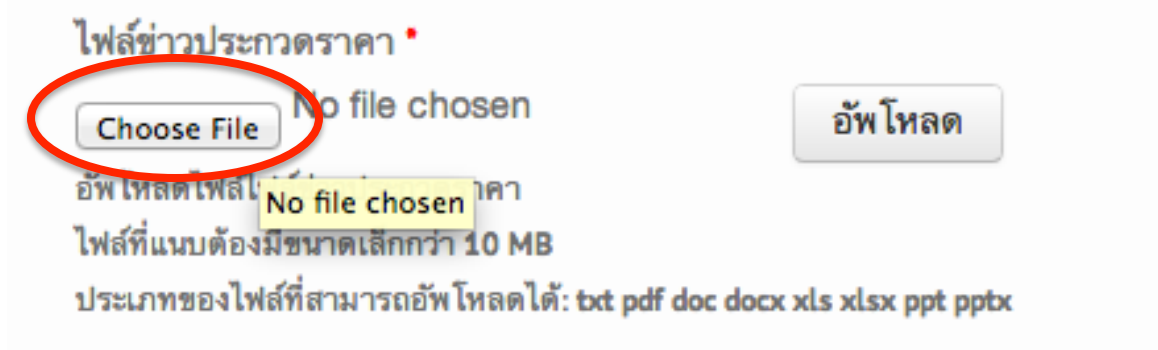 ไฟล์ข่าวประกวดราคา *
Choose File No file chosen
อัพโหลด
อัพโหลดไฟล์ ราคา
No file chosen
ไฟล์ที่แนบต้องมีขนาดเล็กกว่า 10 MB
ประเภทของไฟล์ที่สามารถอัพโหลดได้: txt pdf doc docx xls xlsx ppt pptx